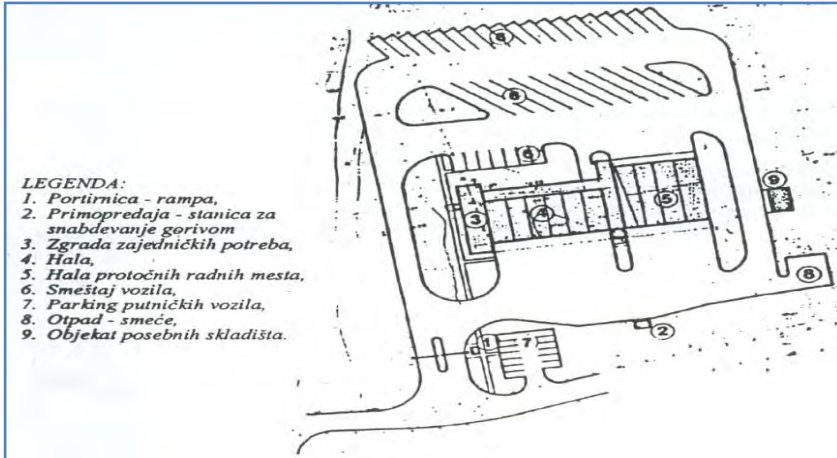 LEGENDA:
1. Portirnica - rampa,
2. Primopredaja - stanica za
snabdevanje gorivom
3. Zgrada zajedničkih potreba,
4. Hala,
5. Hala protočnih radnih mesta,
6. Smeštaj vozila,
7. Parking putničkih vozila,
8. Otpad - smeće,
9. Objekat posebnih skladišta.
6
6
6
9
3
4
5
8
2
1
7